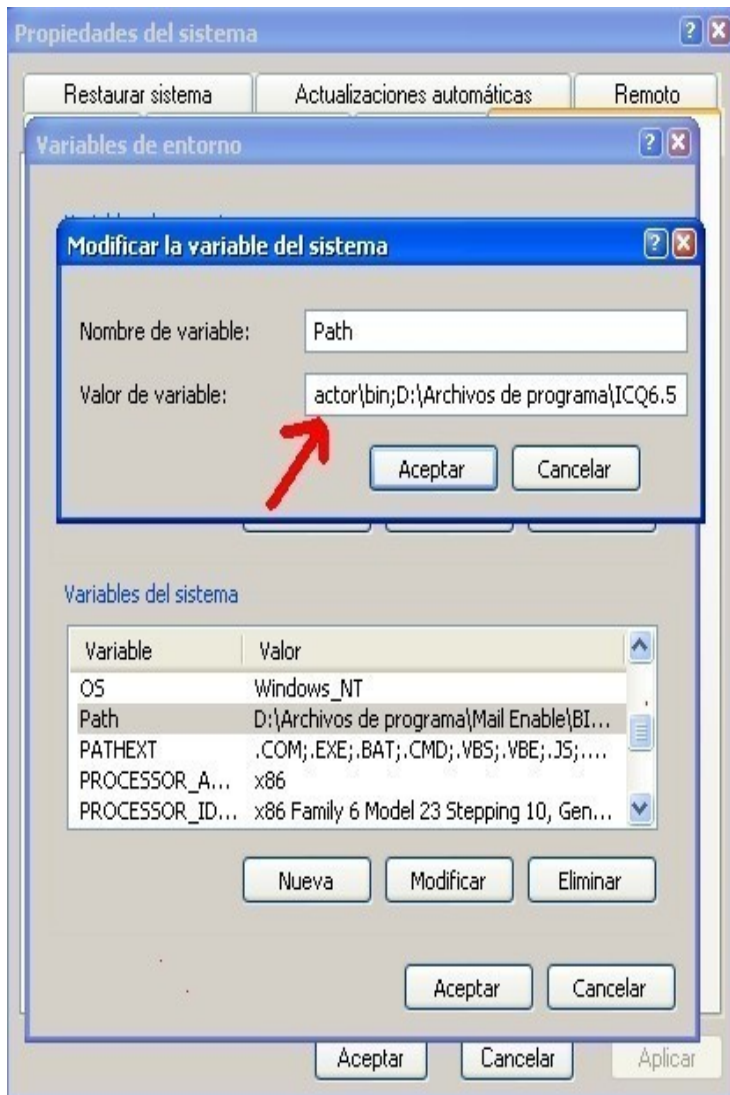 Propiedades del sistema
Restaurar sistema Actualizaciones automáticas Remoto
Variables de entorno
Modificar la variable del sistema
Nombre de variable: Path
Valor de variable: actor\bin;D:\Archivos de programa\ICQ6.5
Aceptar Cancelar
Variables del sistema
Variable Valor
OS Windows_NT
Path D:\Archivos de programa\Mail Enable\BI...
PATHEXT .COM;.EXE;.BAT;.CMD;.VBS;.VBE;.JS;....
PROCESSOR_A... x86
PROCESSOR_ID... x86 Family 6 Model 23 Stepping 10, Gen...
Nueva Modificar Eliminar
Aceptar Cancelar
Aceptar Cancelar Aplicar